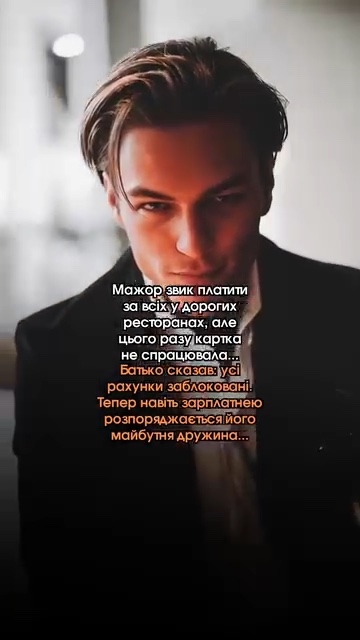 Мажор звик платити
за всіх у дорогих
ресторанах, але
цього разу картка
не спрацювала...
Батько сказав: усі
рахунки заблоковані.
Тепер навіть зарплатнею
розпоряджається його
майбутня дружина...